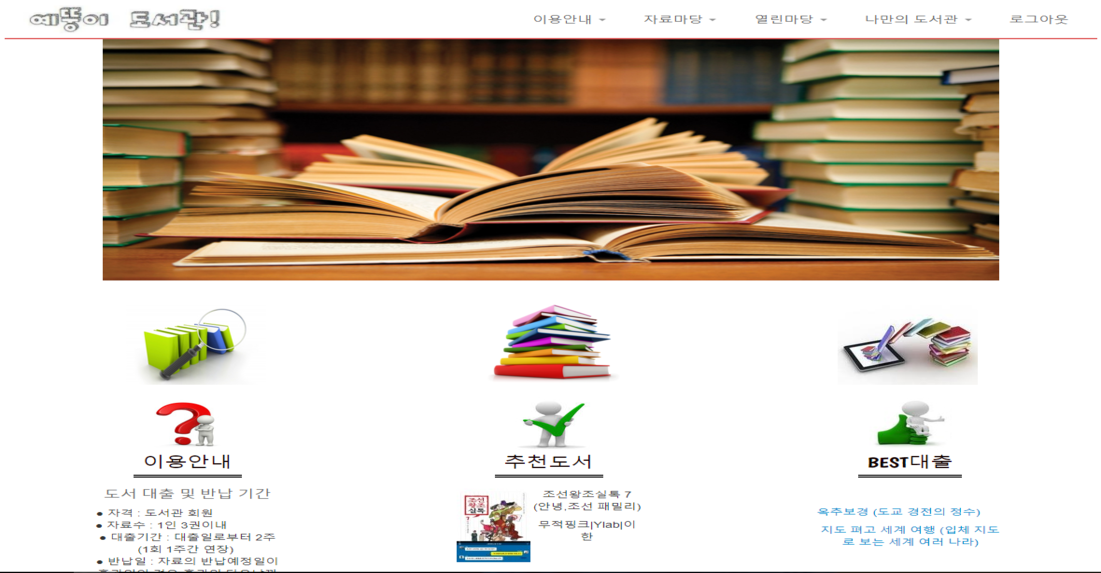 예뚱이 도서관!
이용안내 자료마당 열린마당 나만의 도서관 로그아웃
이용안내
도서 대출 및 반납 기간
• 자격 : 도서관 회원
• 자료수 : 1인 3권이내
• 대출기간 : 대출일로부터 2주
(1회 1주간 연장)
• 반납일 : 자료의 반납예정일이
추천도서
조선왕조실톡
조선왕조실톡 7
(안녕,조선 패밀리)
무적핑크|Ylab|이
한
BEST대출
옥주보경 (도교 경전의 정수)
지도 펴고 세계 여행 (입체 지도
로 보는 세계 여러 나라)